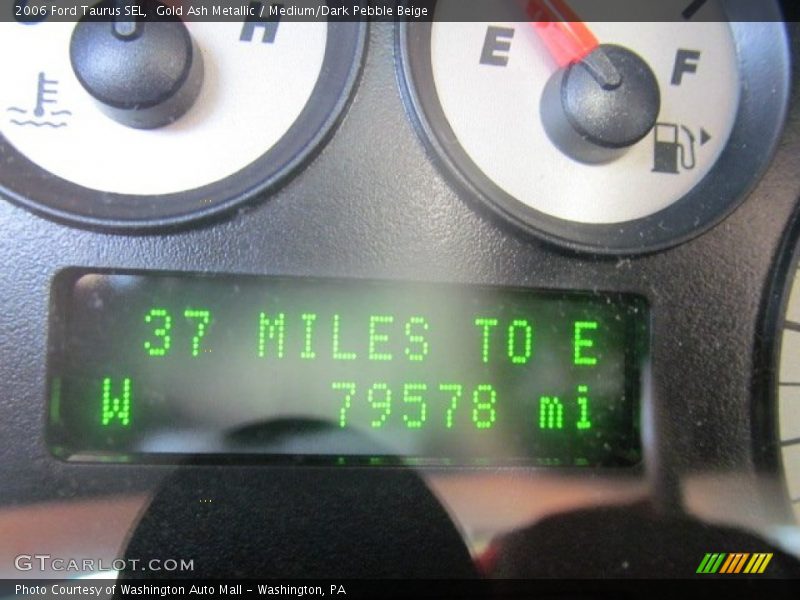 2006 Ford Taurus SEL,  Gold Ash Metallic / Medium/Dark Pebble Beige
H
E
F
37 MILES TO E
W 79578 mi
GTCARLOT.COM
Photo Courtesy of Washington Auto Mall - Washington, PA